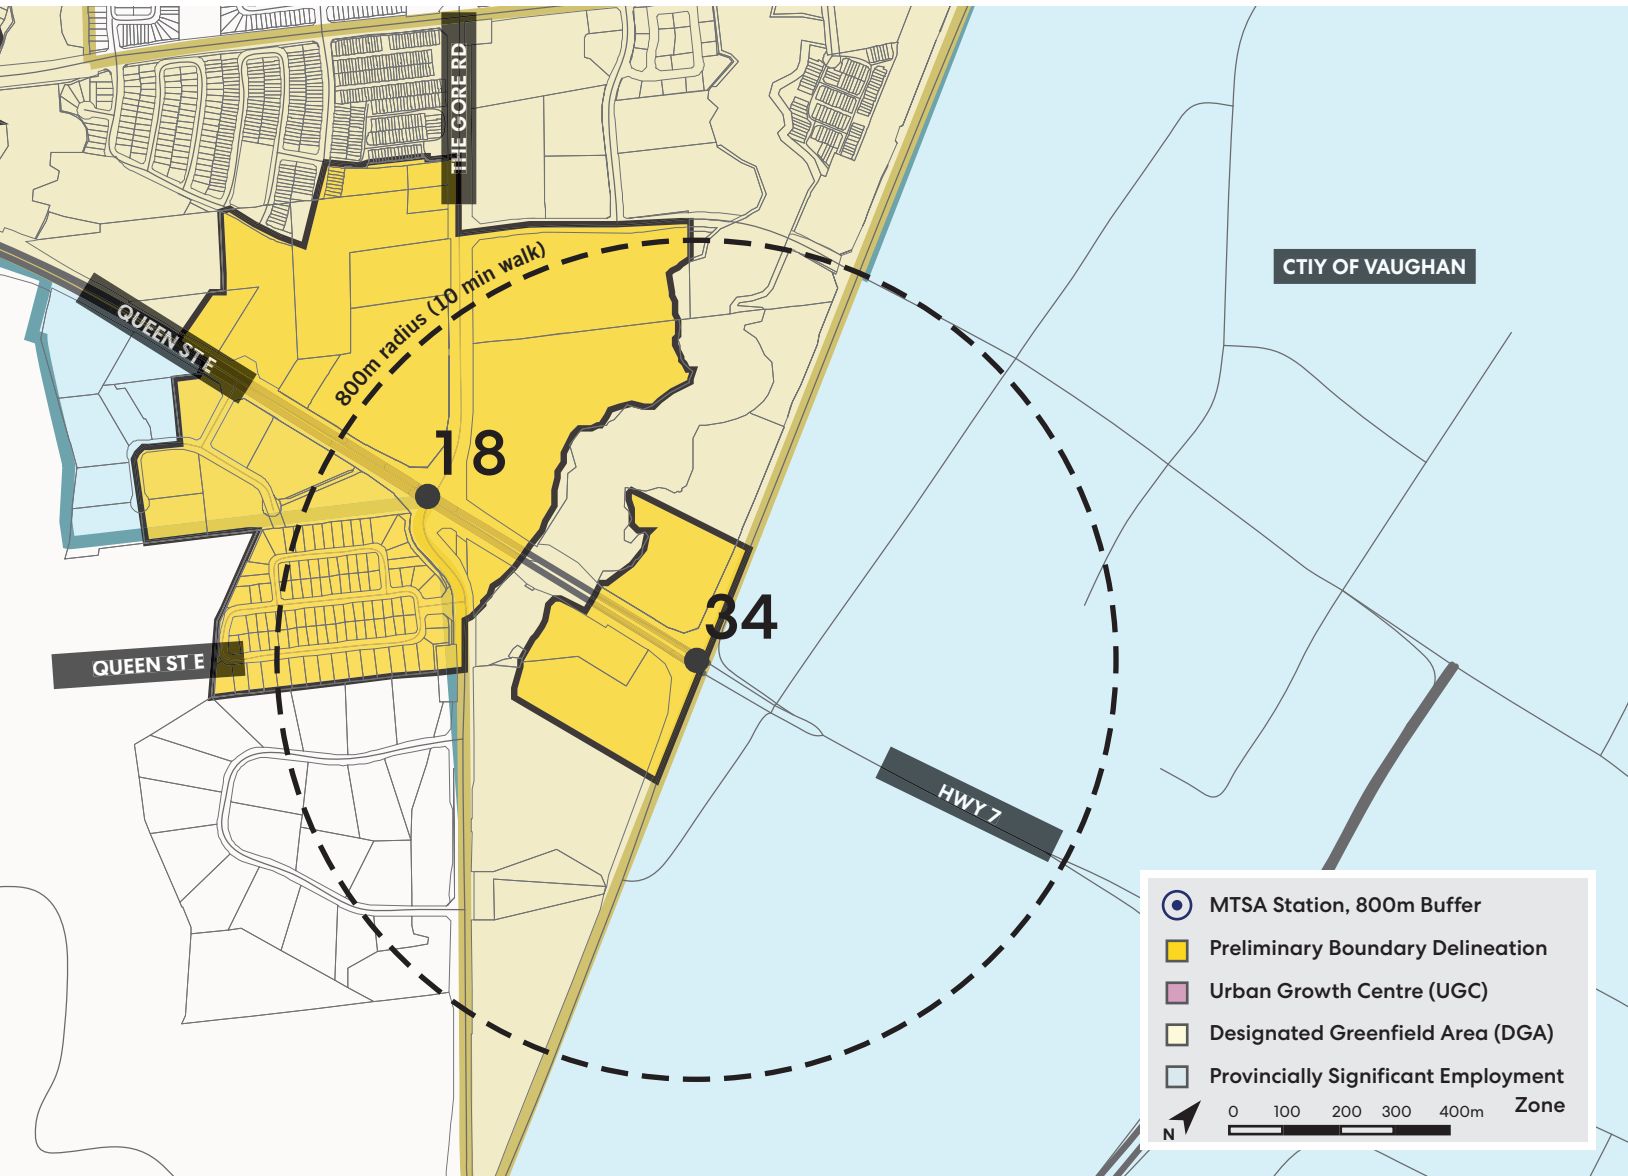 THE GORE RD
CTIY OF VAUGHAN
800m radius (10 min walk)
QUEEN ST E
18
34
QUEEN ST E
HWY 7
MTSA Station, 800m Buffer
Preliminary Boundary Delineation
Urban Growth Centre (UGC)
Designated Greenfield Area (DGA)
Provincially Significant Employment
Zone
0 100 200 300 400m
N